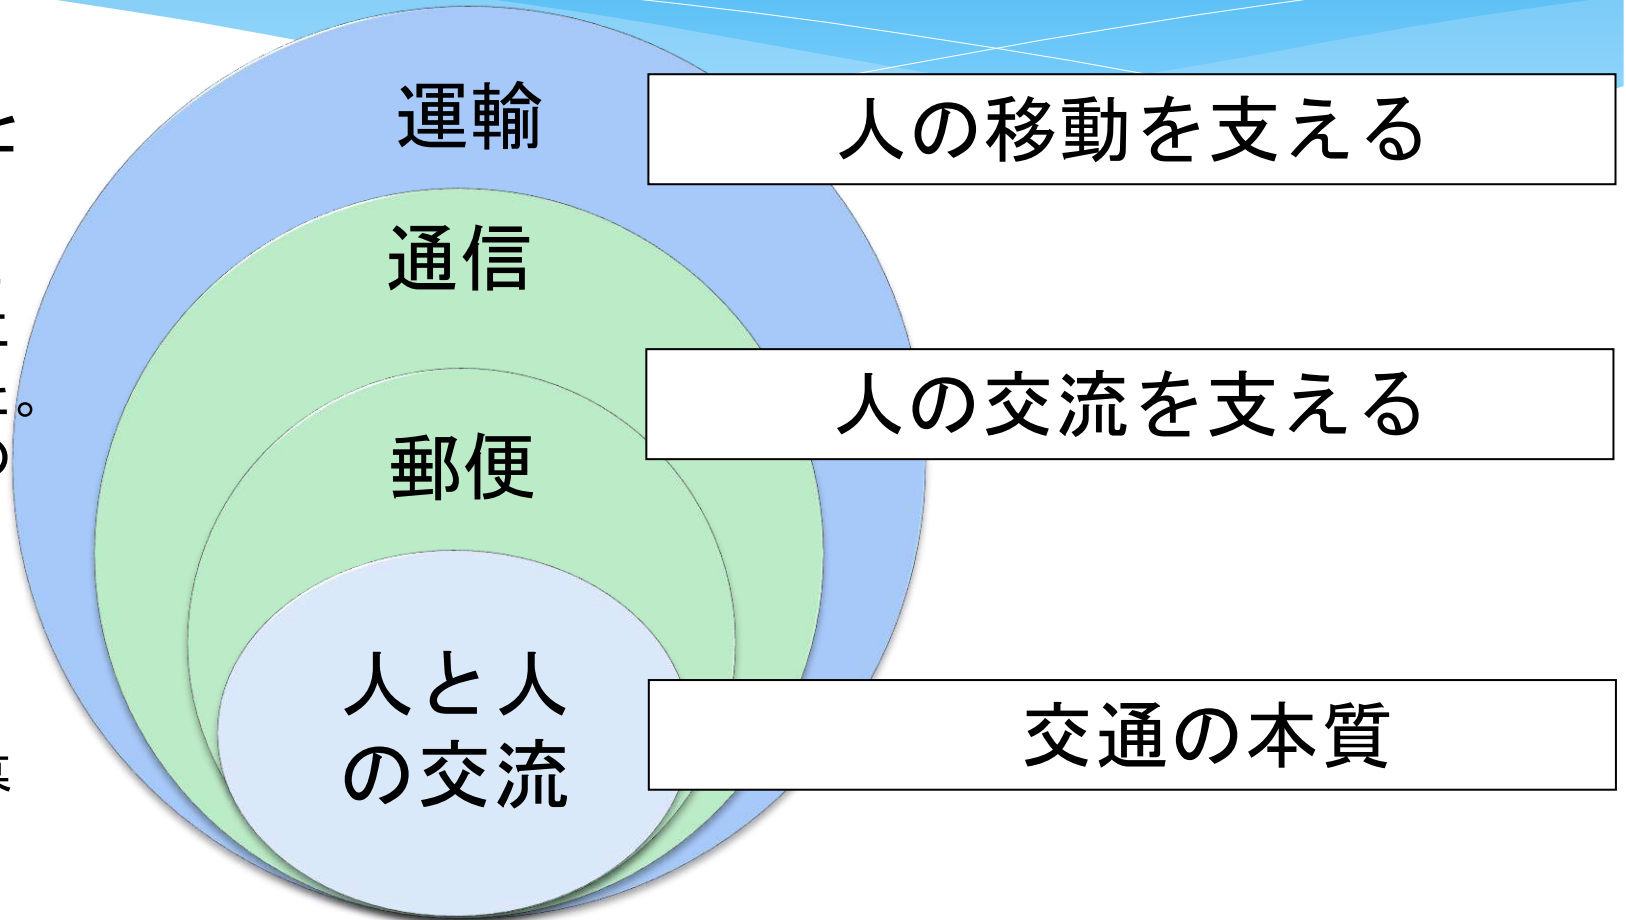 運輸
人の移動を支える
通信
人の交流を支える
郵便
人と人
の交流
交通の本質